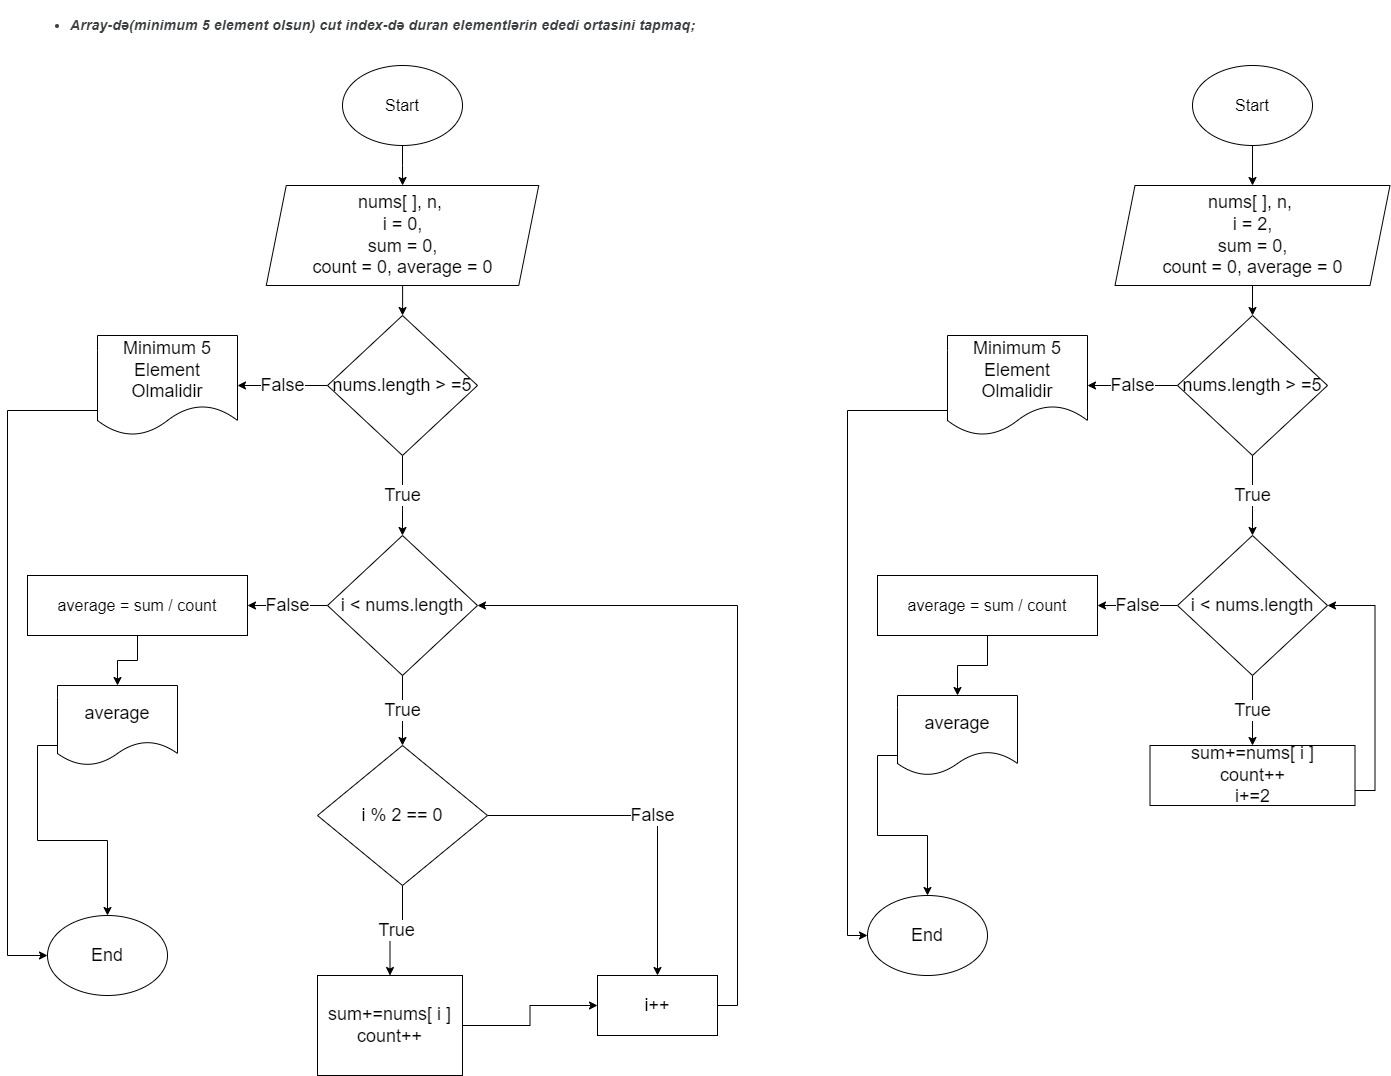 Array-də(minimum 5 element olsun) cut index-də duran elementlərin ededi ortasini tapmaq;
Start
nums[ ], n,
i = 0,
sum = 0,
count = 0, average = 0
Minimum 5
Element
Olmalidir
False
nums.length > =5
True
average = sum / count
False
i < nums.length
average
True
i % 2 == 0
False
True
End
sum+=nums[ i ]
count++
i++
Start
nums[ ], n,
i = 2,
sum = 0,
count = 0, average = 0
Minimum 5
Element
Olmalidir
False
nums.length > =5
True
average = sum / count
False
i < nums.length
average
True
sum+=nums[ i ]
count++
i+=2
End